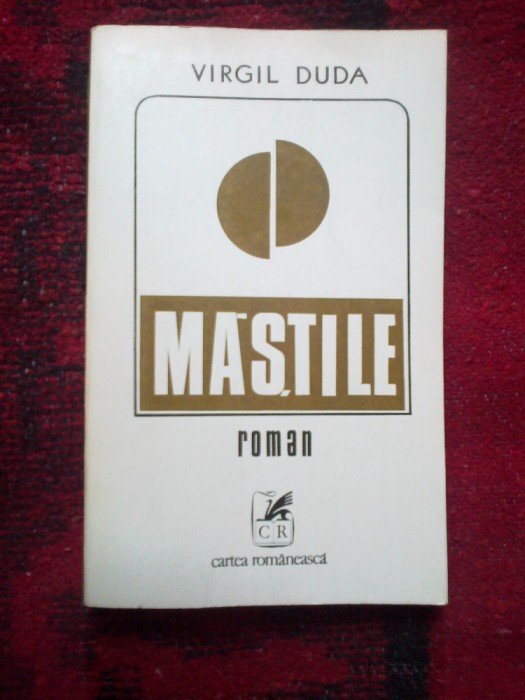 VIRGIL DUDA
MĂȘTILE
roman
CR
cartea românească